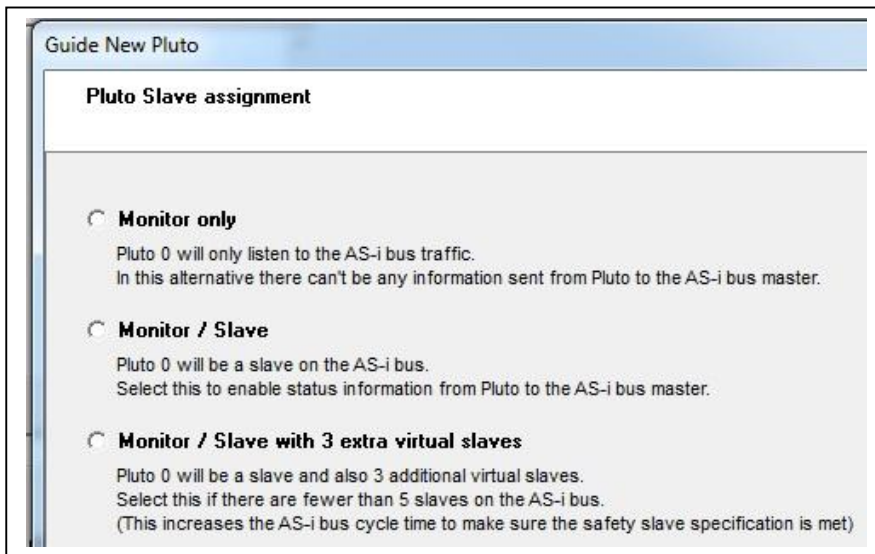 Guide New Pluto
Pluto Slave assignment
Monitor only
Pluto 0 will only listen to the AS-i bus traffic.
In this alternative there can't be any information sent from Pluto to the AS-i bus master.
Monitor / Slave
Pluto 0 will be a slave on the AS-i bus.
Select this to enable status information from Pluto to the AS-i bus master.
Monitor / Slave with 3 extra virtual slaves
Pluto 0 will be a slave and also 3 additional virtual slaves.
Select this if there are fewer than 5 slaves on the AS-i bus.
(This increases the AS-i bus cycle time to make sure the safety slave specification is met)